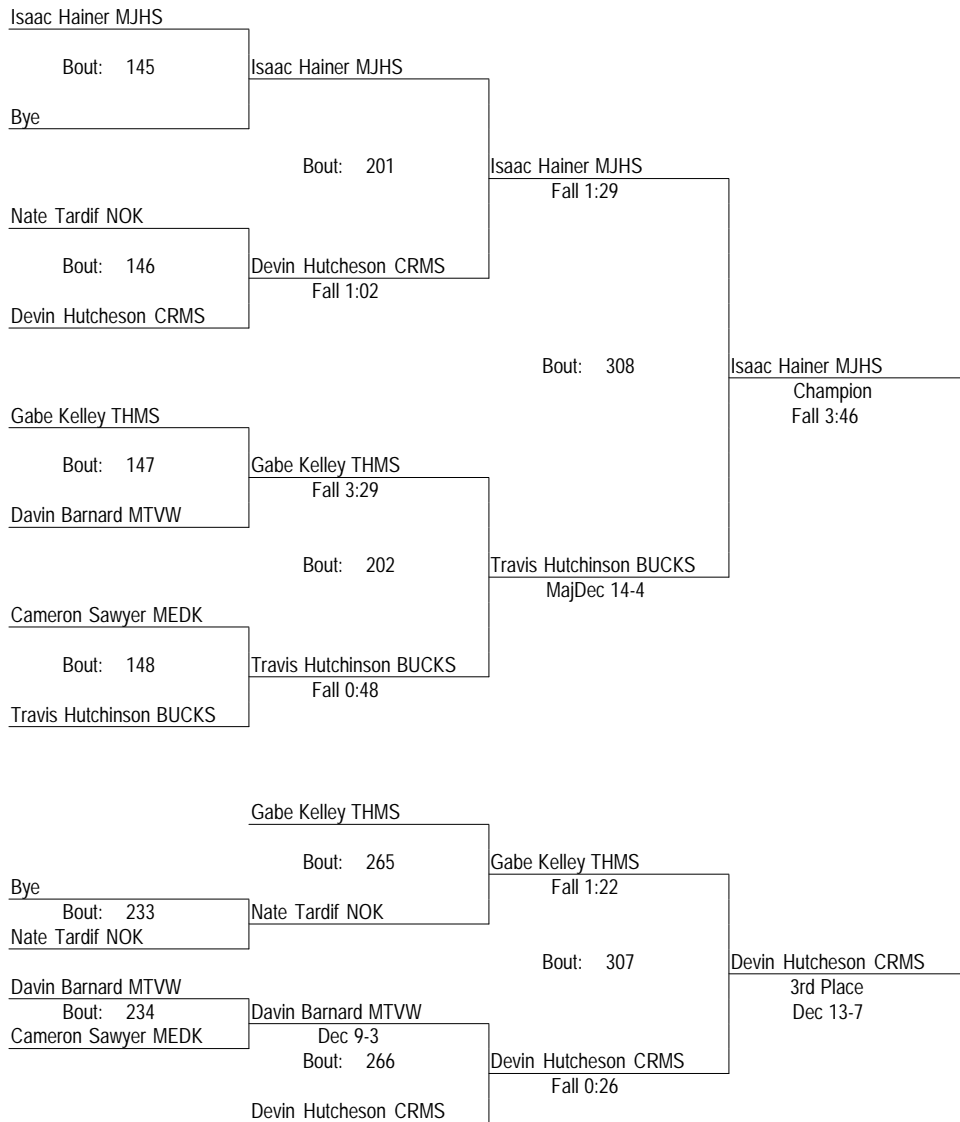 Isaac Hainer MJHS
Bout: 145
Isaac Hainer MJHS
Bye
Bout: 201
Isaac Hainer MJHS
Fall 1:29
Nate Tardif NOK
Bout: 146
Devin Hutcheson CRMS
Fall 1:02
Devin Hutcheson CRMS
Bout: 308
Isaac Hainer MJHS
Champion
Fall 3:46
Gabe Kelley THMS
Bout: 147
Gabe Kelley THMS
Fall 3:29
Davin Barnard MTVW
Bout: 202
Travis Hutchinson BUCKS
MajDec 14-4
Cameron Sawyer MEDK
Bout: 148
Travis Hutchinson BUCKS
Fall 0:48
Travis Hutchinson BUCKS
Gabe Kelley THMS
Bout: 265
Gabe Kelley THMS
Fall 1:22
Bye
Bout: 233
Nate Tardif NOK
Nate Tardif NOK
Bout: 307
Devin Hutcheson CRMS
3rd Place
Dec 13-7
Davin Barnard MTVW
Bout: 234
Davin Barnard MTVW
Dec 9-3
Cameron Sawyer MEDK
Bout: 266
Devin Hutcheson CRMS
Fall 0:26
Devin Hutcheson CRMS